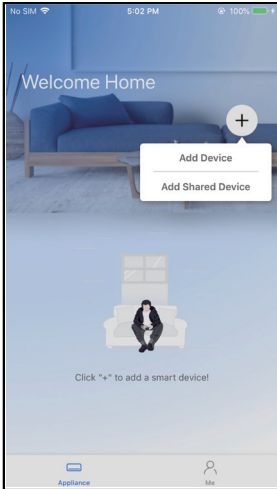 No SIM 5:02 PM 100%
Welcome Home
+
Add Device
Add Shared Device
Click "+" to add a smart device!
Appliance Me